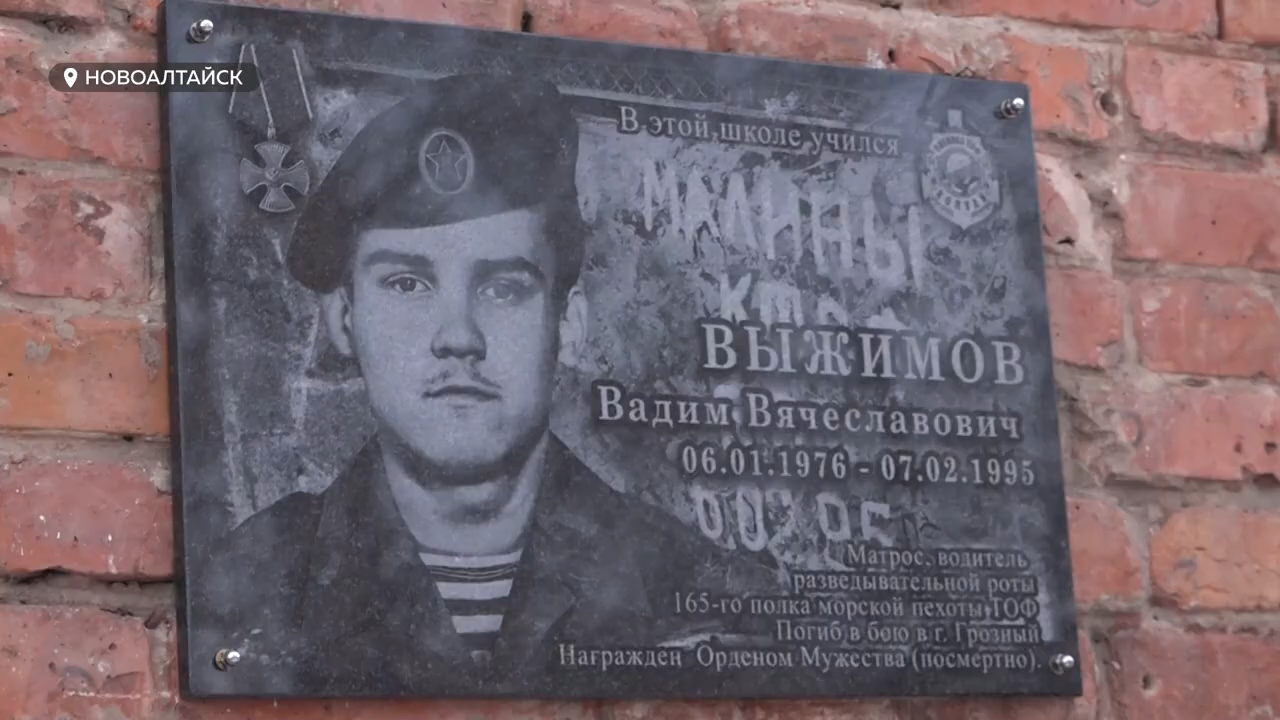 НОВОАЛТАЙСК
В этой школе учился
МАЛИНЫ
ВЫЖИМОВ
Вадим Вячеславович
06.01.1976 - 07.02.1995
Матрос, водитель
разведывательной роты
165-го полка морской пехоты ТОФ
Погиб в бою в г. Грозный
Награжден Орденом Мужества (посмертно).